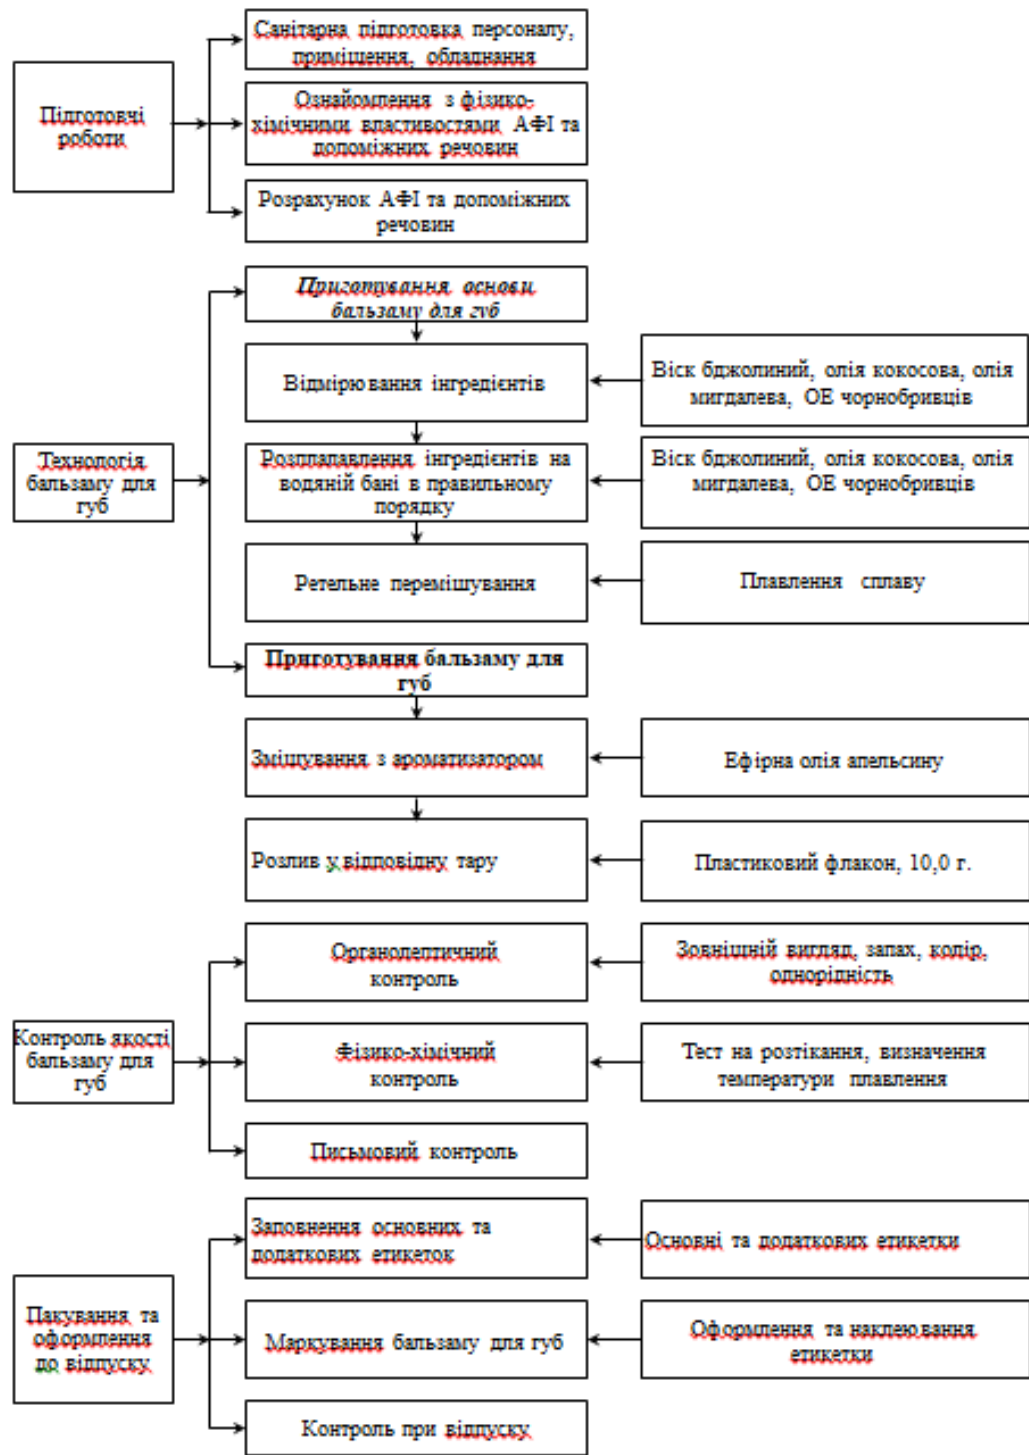 Санітарна підготовка персоналу,
приміщення, обладнання
Підготовчі
роботи
Ознайомлення з фізико-
хімічними властивостями АФІ та
допоміжних речовин
Розрахунок АФІ та допоміжних
речовин
Приготування основи
бальзаму для губ
Відмірювання інгредієнтів
Віск бджолиний, олія кокосова, олія
мигдалева, ОЕ чорнобривців
Технологія
бальзаму для
губ
Розплапавлення інгредієнтів на
водяній бані в правильному
порядку
Віск бджолиний, олія кокосова, олія
мигдалева, ОЕ чорнобривців
Ретельне перемішування
Плавлення сплаву
Приготування бальзаму для
губ
Зміщування з ароматизатором
Ефірна олія апельсину
Розлив у відповідну тару
Пластиковий флакон, 10,0 г.
Органолептичний
контроль
Зовнішній вигляд, запах, колір,
однорідність
Контроль якості
бальзаму для
губ
Фізико-хімічний
контроль
Тест на розтікання, визначення
температури плавлення
Письмовий контроль
Заповнення основних та
додаткових етикеток
Основні та додаткових етикетки
Пакування та
оформлення
до відпуску
Маркування бальзаму для губ
Оформлення та наклеювання
етикетки
Контроль при відпуску